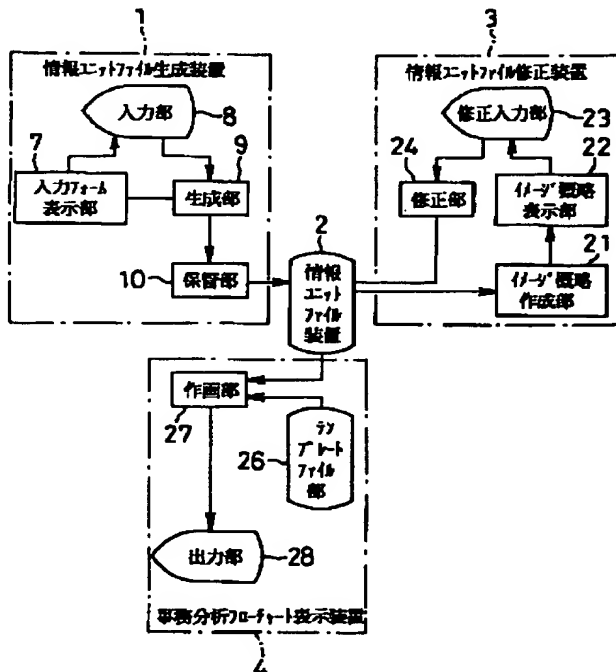 1
情報ユニットファイル生成装置
入力部
8
7
入力フォーム
表示部
9
生成部
10
保管部
2
情報
ユニット
ファイル
装置
3
情報ユニットファイル修正装置
修正入力部
23
24
修正部
22
イメージ概略
表示部
21
イメージ概略
作成部
作画部
27
26
テン
プレート
ファイル
部
出力部
28
事務分析フローチャート表示装置
4